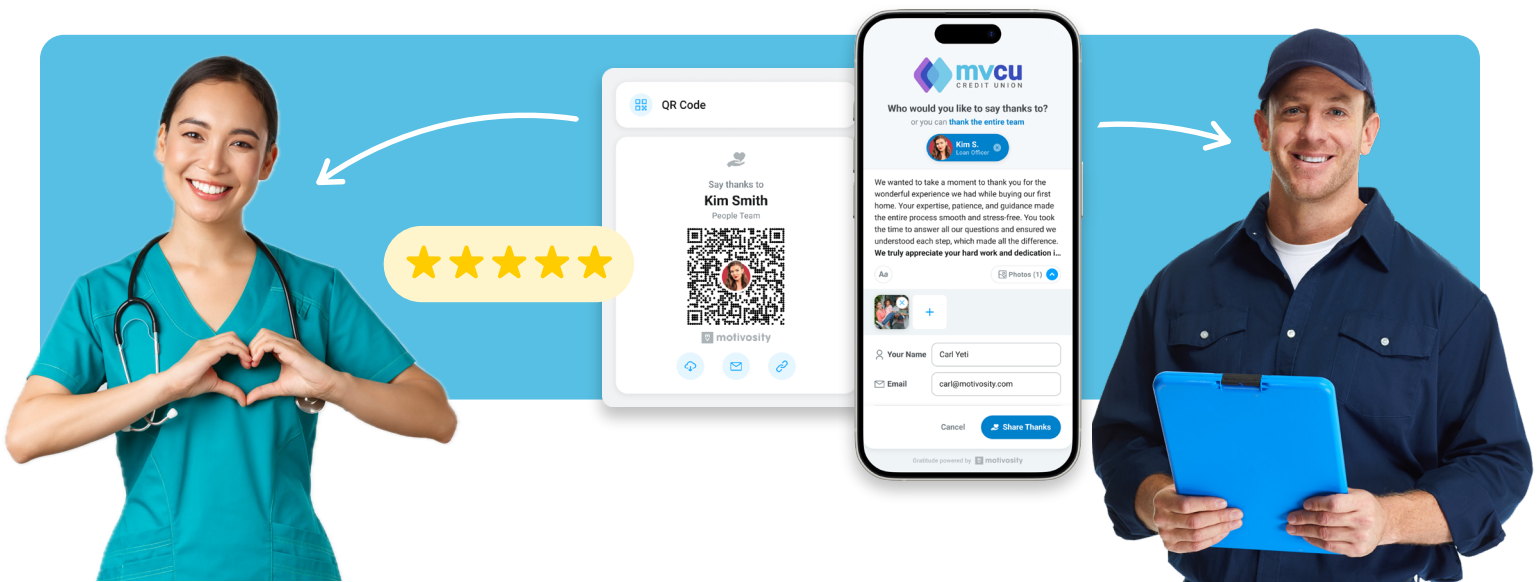 QR Code
Say thanks to
Kim Smith
People Team
motivosity
mvcu
CREDIT UNION
Who would you like to say thanks to?
or you can thank the entire team
Kim S.
Loan Officer
We wanted to take a moment to thank you for the
wonderful experience we had while buying our first
home. Your expertise, patience, and guidance made
the entire process smooth and stress-free. You took
the time to answer all our questions and ensured we
understood each step, which made all the difference.
We truly appreciate your hard work and dedication i...
Aa
Photos (1)
+
Your Name
Carl Yeti
Email
carl@motivosity.com
Cancel
Share Thanks
Gratitude powered by motivosity